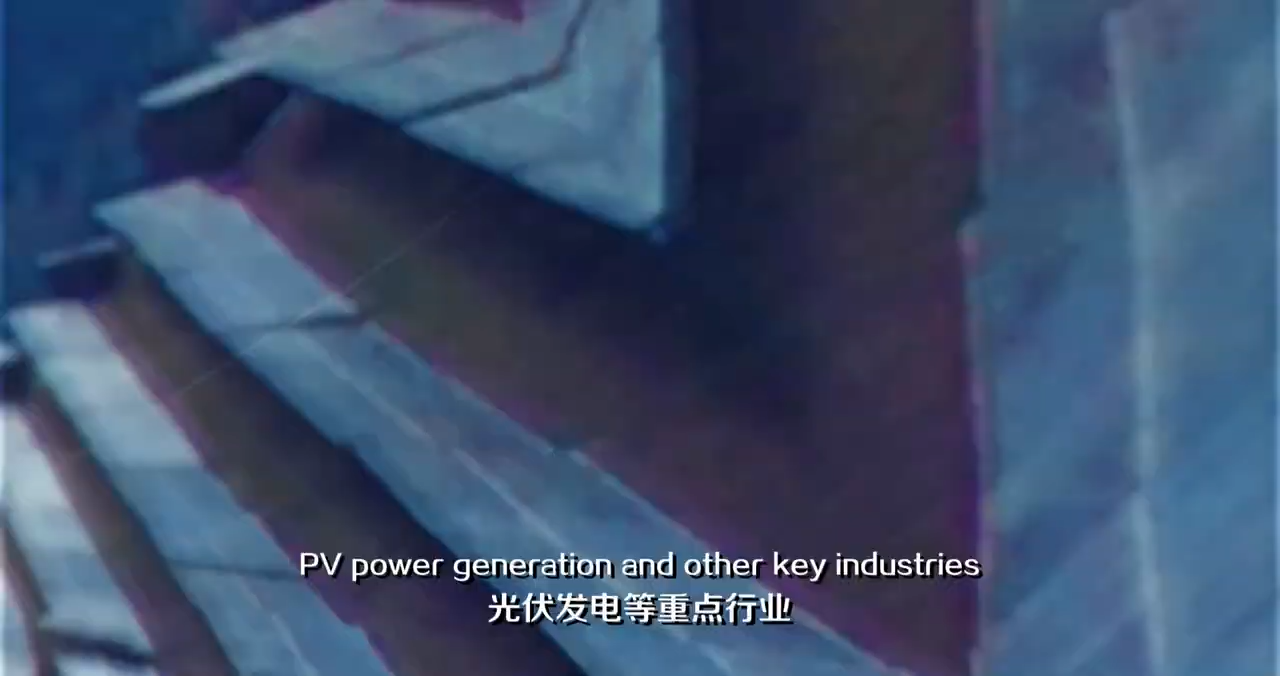 PV power generation and other key industries
光伏发电等重点行业